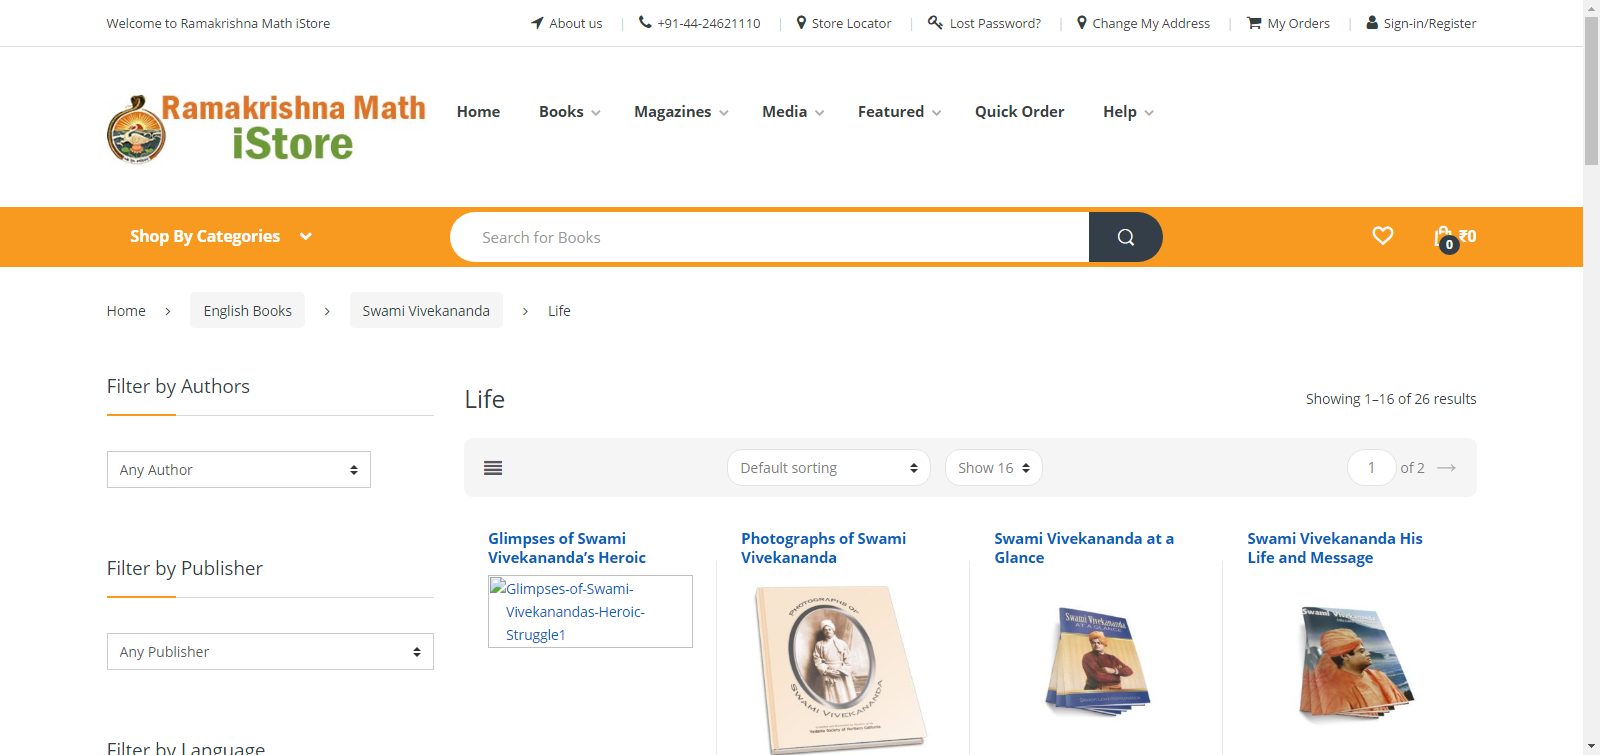 Welcome to Ramakrishna Math iStore
About us
+91-44-24621110
Store Locator
Lost Password?
Change My Address
My Orders
Sign-in/Register
Ramakrishna Math
iStore
Home
Books
Magazines
Media
Featured
Quick Order
Help
Shop By Categories
Search for Books
0
₹0
Home
English Books
Swami Vivekananda
Life
Filter by Authors
Any Author
Filter by Publisher
Any Publisher
Filter by Language
Life
Showing 1–16 of 26 results
Default sorting
Show 16
1
of 2
Glimpses of Swami
Vivekananda’s Heroic
Glimpses-of-Swami-
Vivekanandas-Heroic-
Struggle1
Photographs of Swami
Vivekananda
PHOTOGRAPHS OF
SWAMI VIVEKANANDA
Vedanta Society of Northern California
Swami Vivekananda at a
Glance
Swami Vivekananda
AT A GLANCE
Swami Vivekananda His
Life and Message
Swami Vivekananda